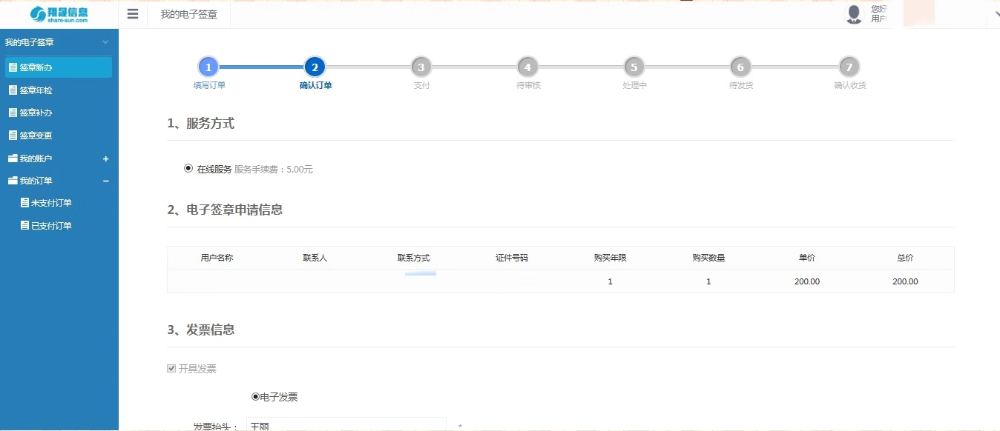 翔晟信息
share-sun.com
我的电子签章
您好
用户
我的电子签章
签章新办
签章年检
签章补办
签章变更
我的账户
我的订单
未支付订单
已支付订单
1 2 3 4 5 6 7
填写订单 确认订单 支付 待审核 处理中 待发货 确认收货
1、服务方式
在线服务 服务手续费：5.00元
2、电子签章申请信息
用户名称 联系人 联系方式 证件号码 购买年限 购买数量 单价 总价
1 1 200.00 200.00
3、发票信息
开具发票
电子发票
发票抬头： 王丽 *